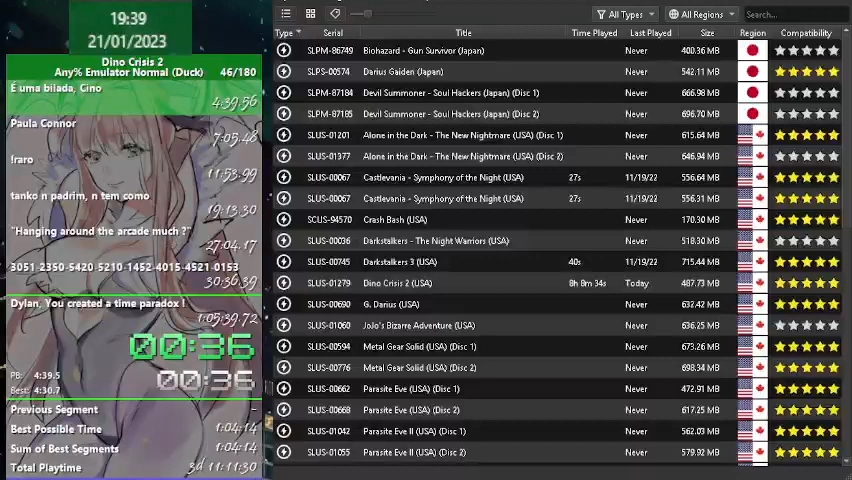 19:39
21/01/2023
Dino Crisis 2
Any% Emulator Normal (Duck) 46/180
É uma bilada, Cino
4:39.56
Paula Connor
7:05.48
!raro
11:53.99
tanko n padrim, n tem como
19:13.30
"Hanging around the arcade much ?"
27:04.17
3051-2350-5420-5210-1452-4015-4521-0153
30:36.39
Dylan, You created a time paradox !
1:05:39.72
00:36
PB: 4:39.5
Best: 4:30.7
00:36
Previous Segment -
Best Possible Time 1:04:14
Sum of Best Segments 1:04:14
Total Playtime 3d 11:11:30
All Types All Regions Search...
Type Serial Title Time Played Last Played Size Region Compatibility
SLPM-86749 Biohazard - Gun Survivor (Japan) Never 400.36 MB
SLPS-00574 Darius Gaiden (Japan) Never 542.11 MB
SLPM-87184 Devil Summoner - Soul Hackers (Japan) (Disc 1) Never 666.98 MB
SLPM-87185 Devil Summoner - Soul Hackers (Japan) (Disc 2) Never 696.70 MB
SLUS-01201 Alone in the Dark - The New Nightmare (USA) (Disc 1) Never 615.64 MB
SLUS-01377 Alone in the Dark - The New Nightmare (USA) (Disc 2) Never 646.94 MB
SLUS-00067 Castlevania - Symphony of the Night (USA) 27s 11/19/22 556.64 MB
SLUS-00067 Castlevania - Symphony of the Night (USA) 27s 11/19/22 556.31 MB
SCUS-94570 Crash Bash (USA) Never 170.30 MB
SLUS-00036 Darkstalkers - The Night Warriors (USA) Never 518.30 MB
SLUS-00745 Darkstalkers 3 (USA) 40s 11/19/22 715.44 MB
SLUS-01279 Dino Crisis 2 (USA) 8h 8m 34s Today 487.73 MB
SLUS-00690 G. Darius (USA) Never 632.42 MB
SLUS-01060 JoJo's Bizarre Adventure (USA) Never 636.25 MB
SLUS-00594 Metal Gear Solid (USA) (Disc 1) Never 673.26 MB
SLUS-00776 Metal Gear Solid (USA) (Disc 2) Never 698.34 MB
SLUS-00662 Parasite Eve (USA) (Disc 1) Never 472.91 MB
SLUS-00668 Parasite Eve (USA) (Disc 2) Never 617.25 MB
SLUS-01042 Parasite Eve II (USA) (Disc 1) Never 562.03 MB
SLUS-01055 Parasite Eve II (USA) (Disc 2) Never 579.92 MB